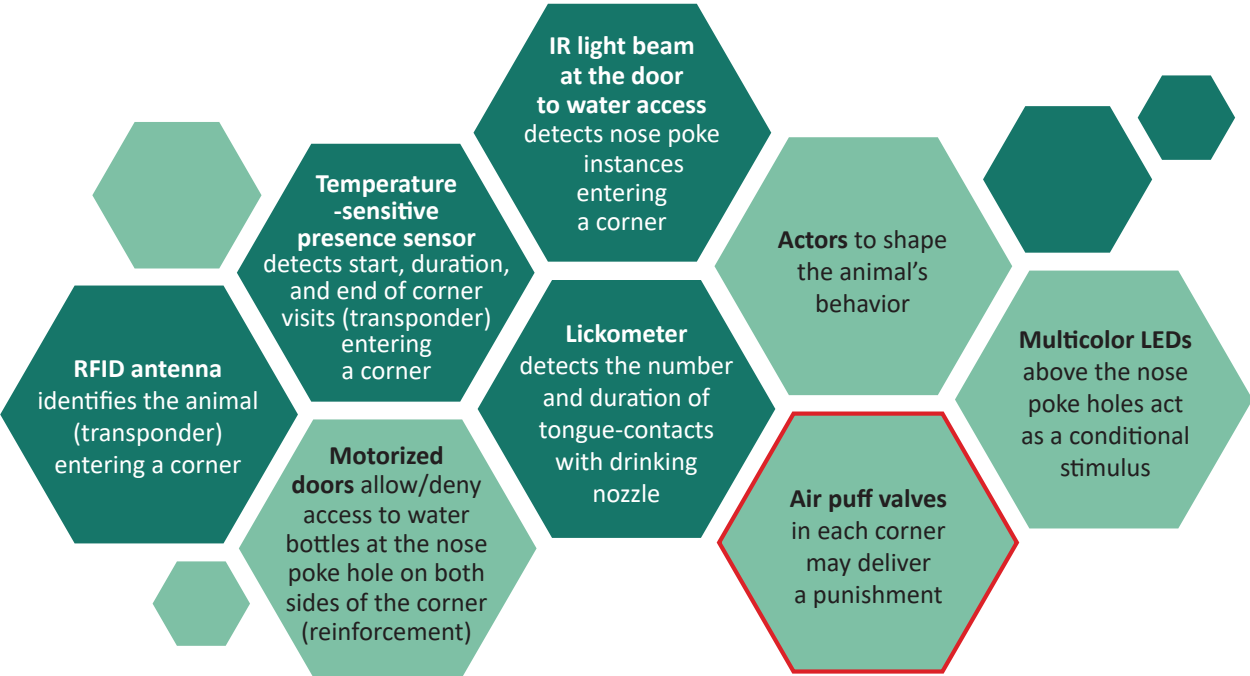 IR light beam
at the door
to water access
detects nose poke
instances
entering
a corner
Temperature
-sensitive
presence sensor
detects start, duration,
and end of corner
visits (transponder)
entering
a corner
Actors to shape
the animal's
behavior
RFID antenna
identifies the animal
(transponder)
entering a corner
Lickometer
detects the number
and duration of
tongue-contacts
with drinking
nozzle
Multicolor LEDs
above the nose
poke holes act
as a conditional
stimulus
Motorized
doors allow/deny
access to water
bottles at the nose
poke hole on both
sides of the corner
(reinforcement)
Air puff valves
in each corner
may deliver
a punishment